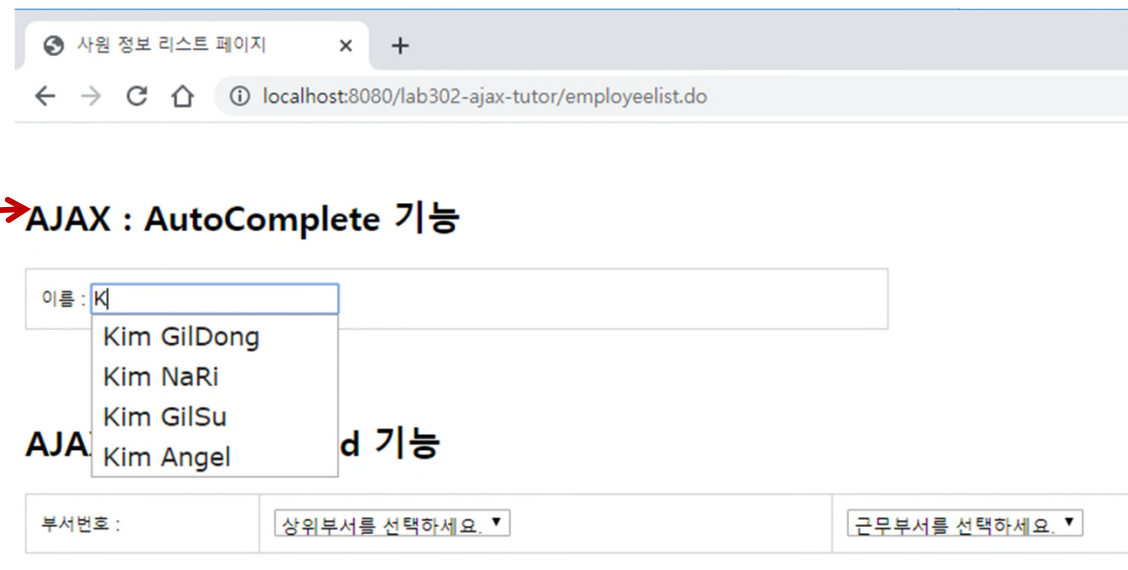 사원 정보 리스트 페이지
localhost:8080/lab302-ajax-tutor/employeelist.do
AJAX : AutoComplete 기능
이름 : K
Kim GilDong
Kim NaRi
Kim GilSu
Kim Angel
AJA d 기능
부서번호 : 상위부서를 선택하세요. 근무부서를 선택하세요.